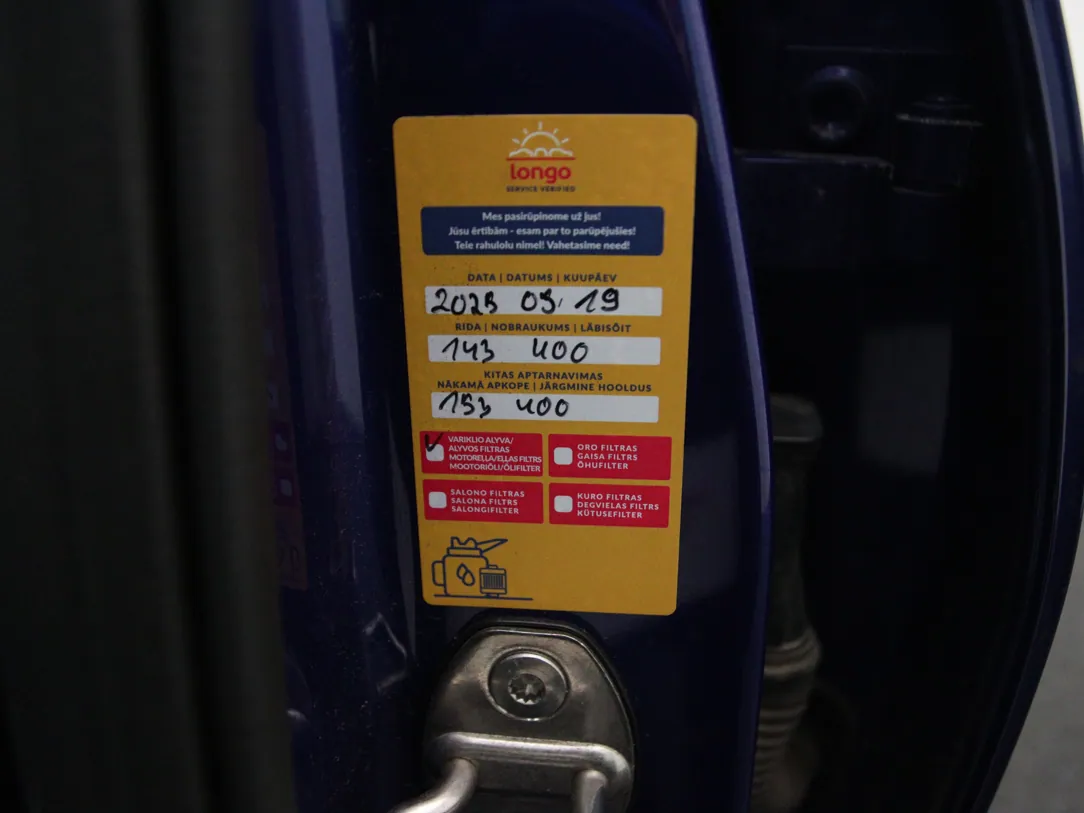 longo
SERVICE VERIFIED
Mes pasirūpinome už jus!
Jūsu ērtībām - esam par to parūpējušies!
Teie rahulolu nimel! Vahetasime need!
DATA | DATUMS | KUUPÄEV
2023 09. 19
RIDA | NOBRAUKUMS | LÄBISÕIT
143 400
KITAS APTARNAVIMAS
NĀKAMĀ APKOPE | JÄRGMINE HOOLDUS
153 400
VARIKLIO ALYVA/
ALYVOS FILTRAS
MOTORELLA/ELLAS FILTRS
MOOTORIÕLI/ÕLIFILTER
ORO FILTRAS
GAISA FILTRS
ÕHUFILTER
SALONO FILTRAS
SALONA FILTRS
SALONGIFILTER
KURO FILTRAS
DEGVIELAS FILTRS
KÜTUSEFILTER